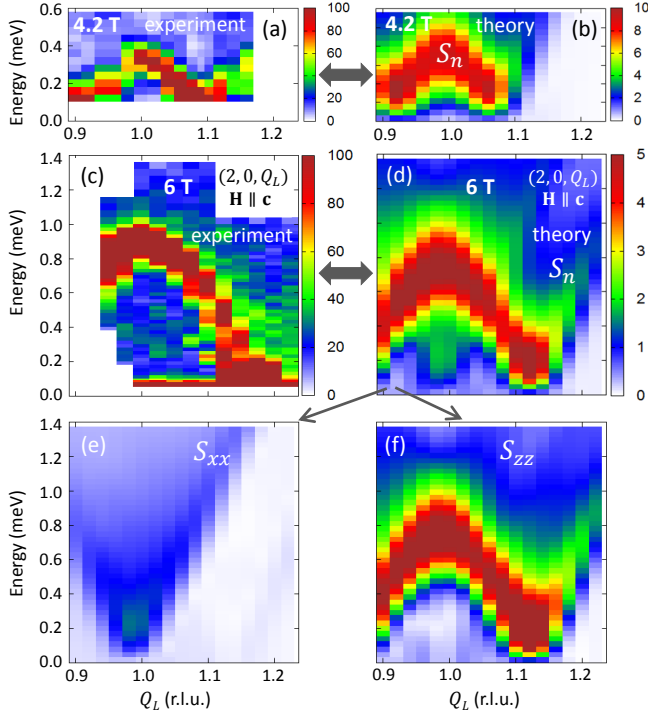 4.2 T experiment (a)
4.2 T theory (b)
S_n
Energy (meV)
0.6
0.4
0.2
0.0
100
80
60
40
20
0
10
8
6
4
2
0
0.9 1.0 1.1 1.2
0.9 1.0 1.1 1.2
(c) 6 T (2, 0, Q_L)
H ∥ c
experiment
(d) 6 T (2, 0, Q_L)
H ∥ c
theory
S_n
Energy (meV)
1.4
1.2
1.0
0.8
0.6
0.4
0.2
0.0
100
80
60
40
20
0
5
4
3
2
1
0
(e) S_xx
(f) S_zz
Energy (meV)
1.4
1.2
1.0
0.8
0.6
0.4
0.2
0.0
0.9 1.0 1.1 1.2
0.9 1.0 1.1 1.2
Q_L (r.l.u.)
Q_L (r.l.u.)